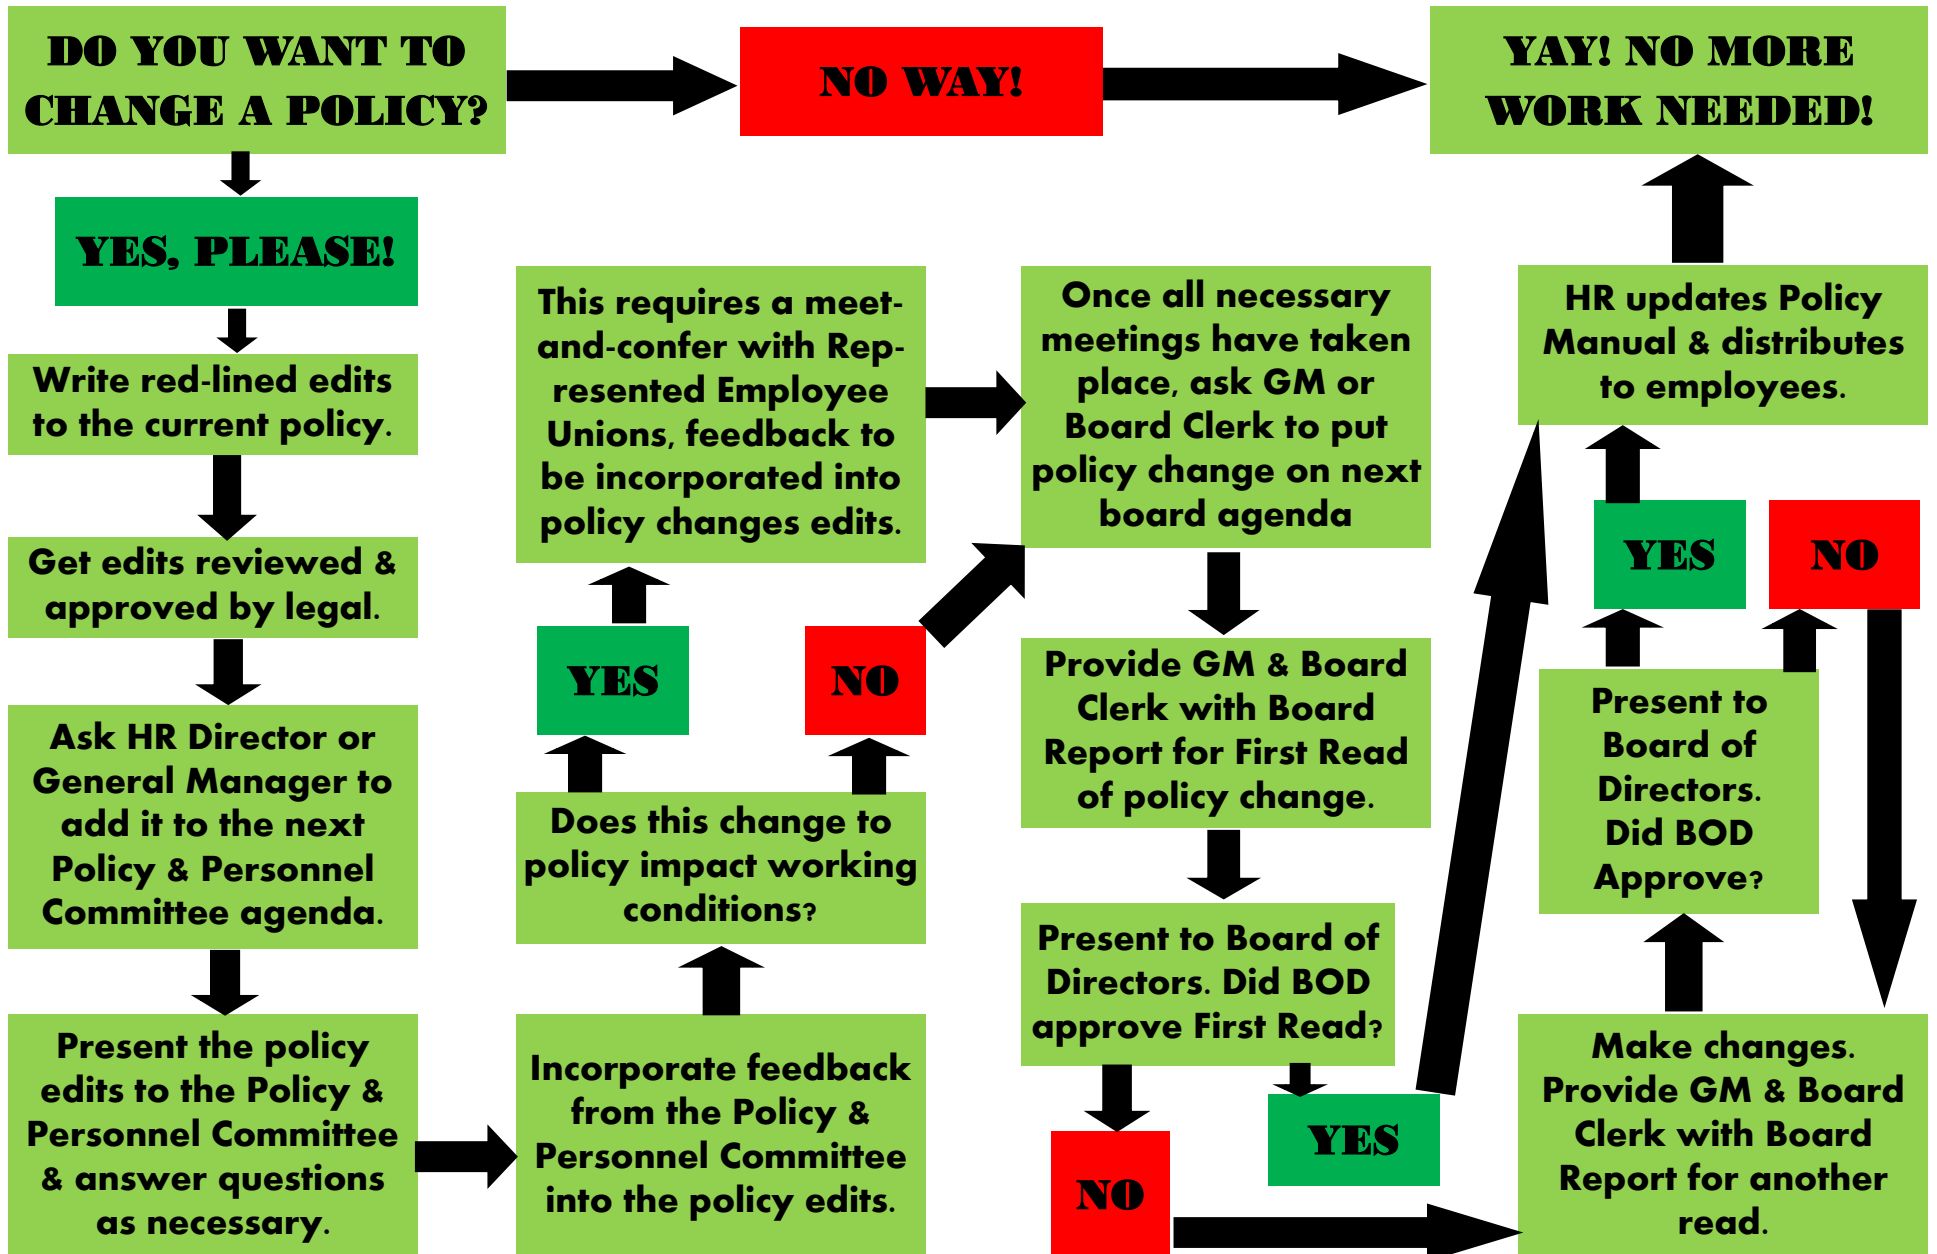 DO YOU WANT TO
CHANGE A POLICY?
NO WAY!
YAY! NO MORE
WORK NEEDED!
YES, PLEASE!
Write red-lined edits
to the current policy.
Get edits reviewed &
approved by legal.
Ask HR Director or
General Manager to
add it to the next
Policy & Personnel
Committee agenda.
Present the policy
edits to the Policy &
Personnel Committee
& answer questions
as necessary.
Incorporate feedback
from the Policy &
Personnel Committee
into the policy edits.
Does this change to
policy impact working
conditions?
YES
NO
This requires a meet-
and-confer with Rep-
resented Employee
Unions, feedback to
be incorporated into
policy changes edits.
Once all necessary
meetings have taken
place, ask GM or
Board Clerk to put
policy change on next
board agenda
Provide GM & Board
Clerk with Board
Report for First Read
of policy change.
Present to Board of
Directors. Did BOD
approve First Read?
YES
NO
Make changes.
Provide GM & Board
Clerk with Board
Report for another
read.
Present to
Board of
Directors.
Did BOD
Approve?
YES
NO
HR updates Policy
Manual & distributes
to employees.